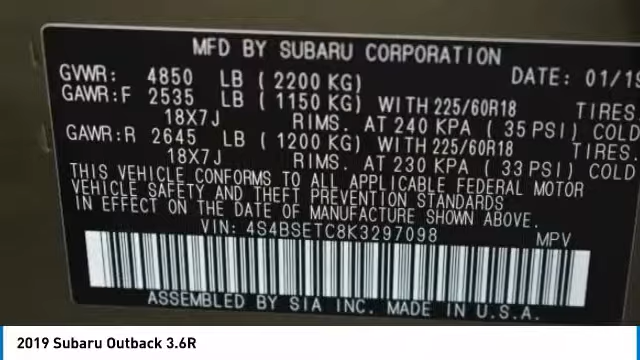 MFD BY SUBARU CORPORATION
GVWR: 4850 LB ( 2200 KG) DATE: 01/19
GAWR:F 2535 LB ( 1150 KG) WITH 225/60R18 TIRES
18X7J RIMS. AT 240 KPA ( 35 PSI) COLD
GAWR:R 2645 LB ( 1200 KG) WITH 225/60R18 TIRES
18X7J RIMS. AT 230 KPA ( 33 PSI) COLD
THIS VEHICLE CONFORMS TO ALL APPLICABLE FEDERAL MOTOR
VEHICLE SAFETY AND THEFT PREVENTION STANDARDS
IN EFFECT ON THE DATE OF MANUFACTURE SHOWN ABOVE.
VIN: 4S4BSETC8K3297098 MPV
ASSEMBLED BY SIA INC. MADE IN U.S.A.
2019 Subaru Outback 3.6R